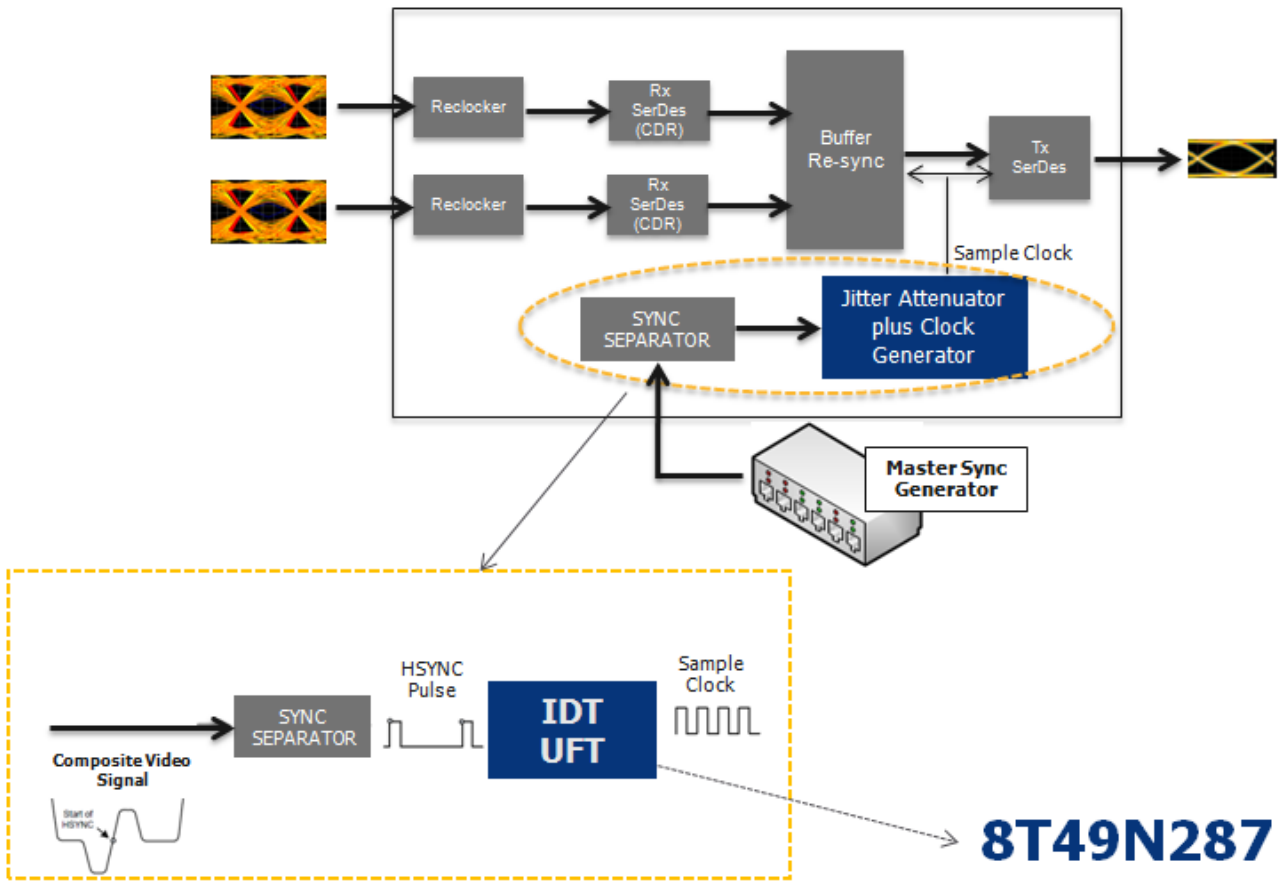 Reclocker
Rx
SerDes
(CDR)
Buffer
Re-sync
Tx
SerDes
Reclocker
Rx
SerDes
(CDR)
Sample Clock
SYNC
SEPARATOR
Jitter Attenuator
plus Clock
Generator
Master Sync
Generator
HSYNC
Pulse
Sample
Clock
SYNC
SEPARATOR
IDT
UFT
Composite Video
Signal
Start of
HSYNC
8T49N287